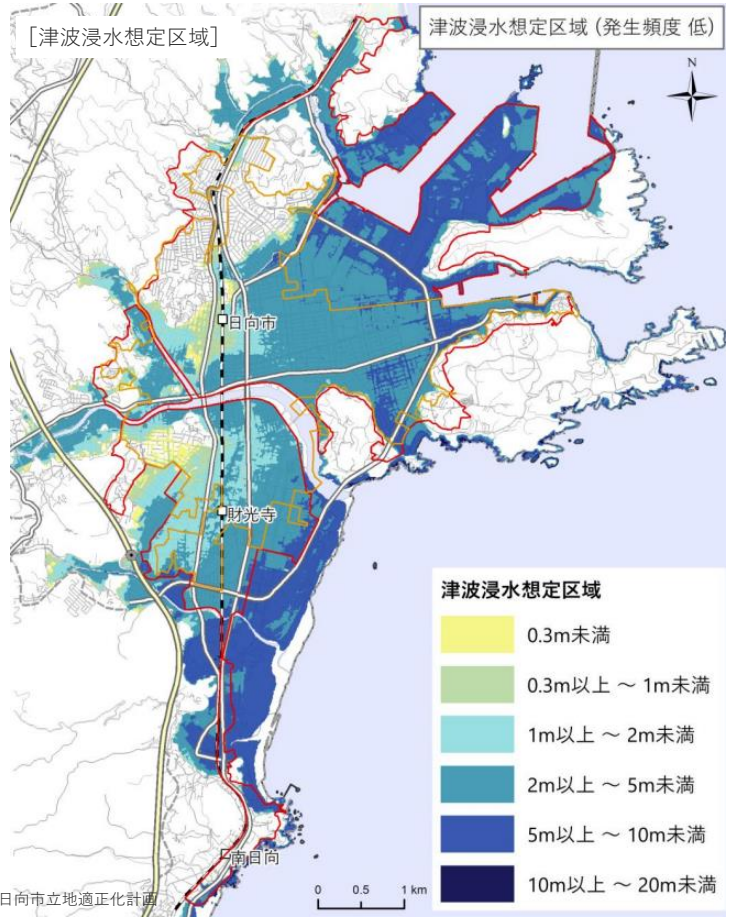 [津波浸水想定区域]
津波浸水想定区域 (発生頻度 低)
N
日向市
財光寺
南日向
津波浸水想定区域
0.3m未満
0.3m以上 ～ 1m未満
1m以上 ～ 2m未満
2m以上 ～ 5m未満
5m以上 ～ 10m未満
10m以上 ～ 20m未満
0 0.5 1 km
日向市立地適正化計画